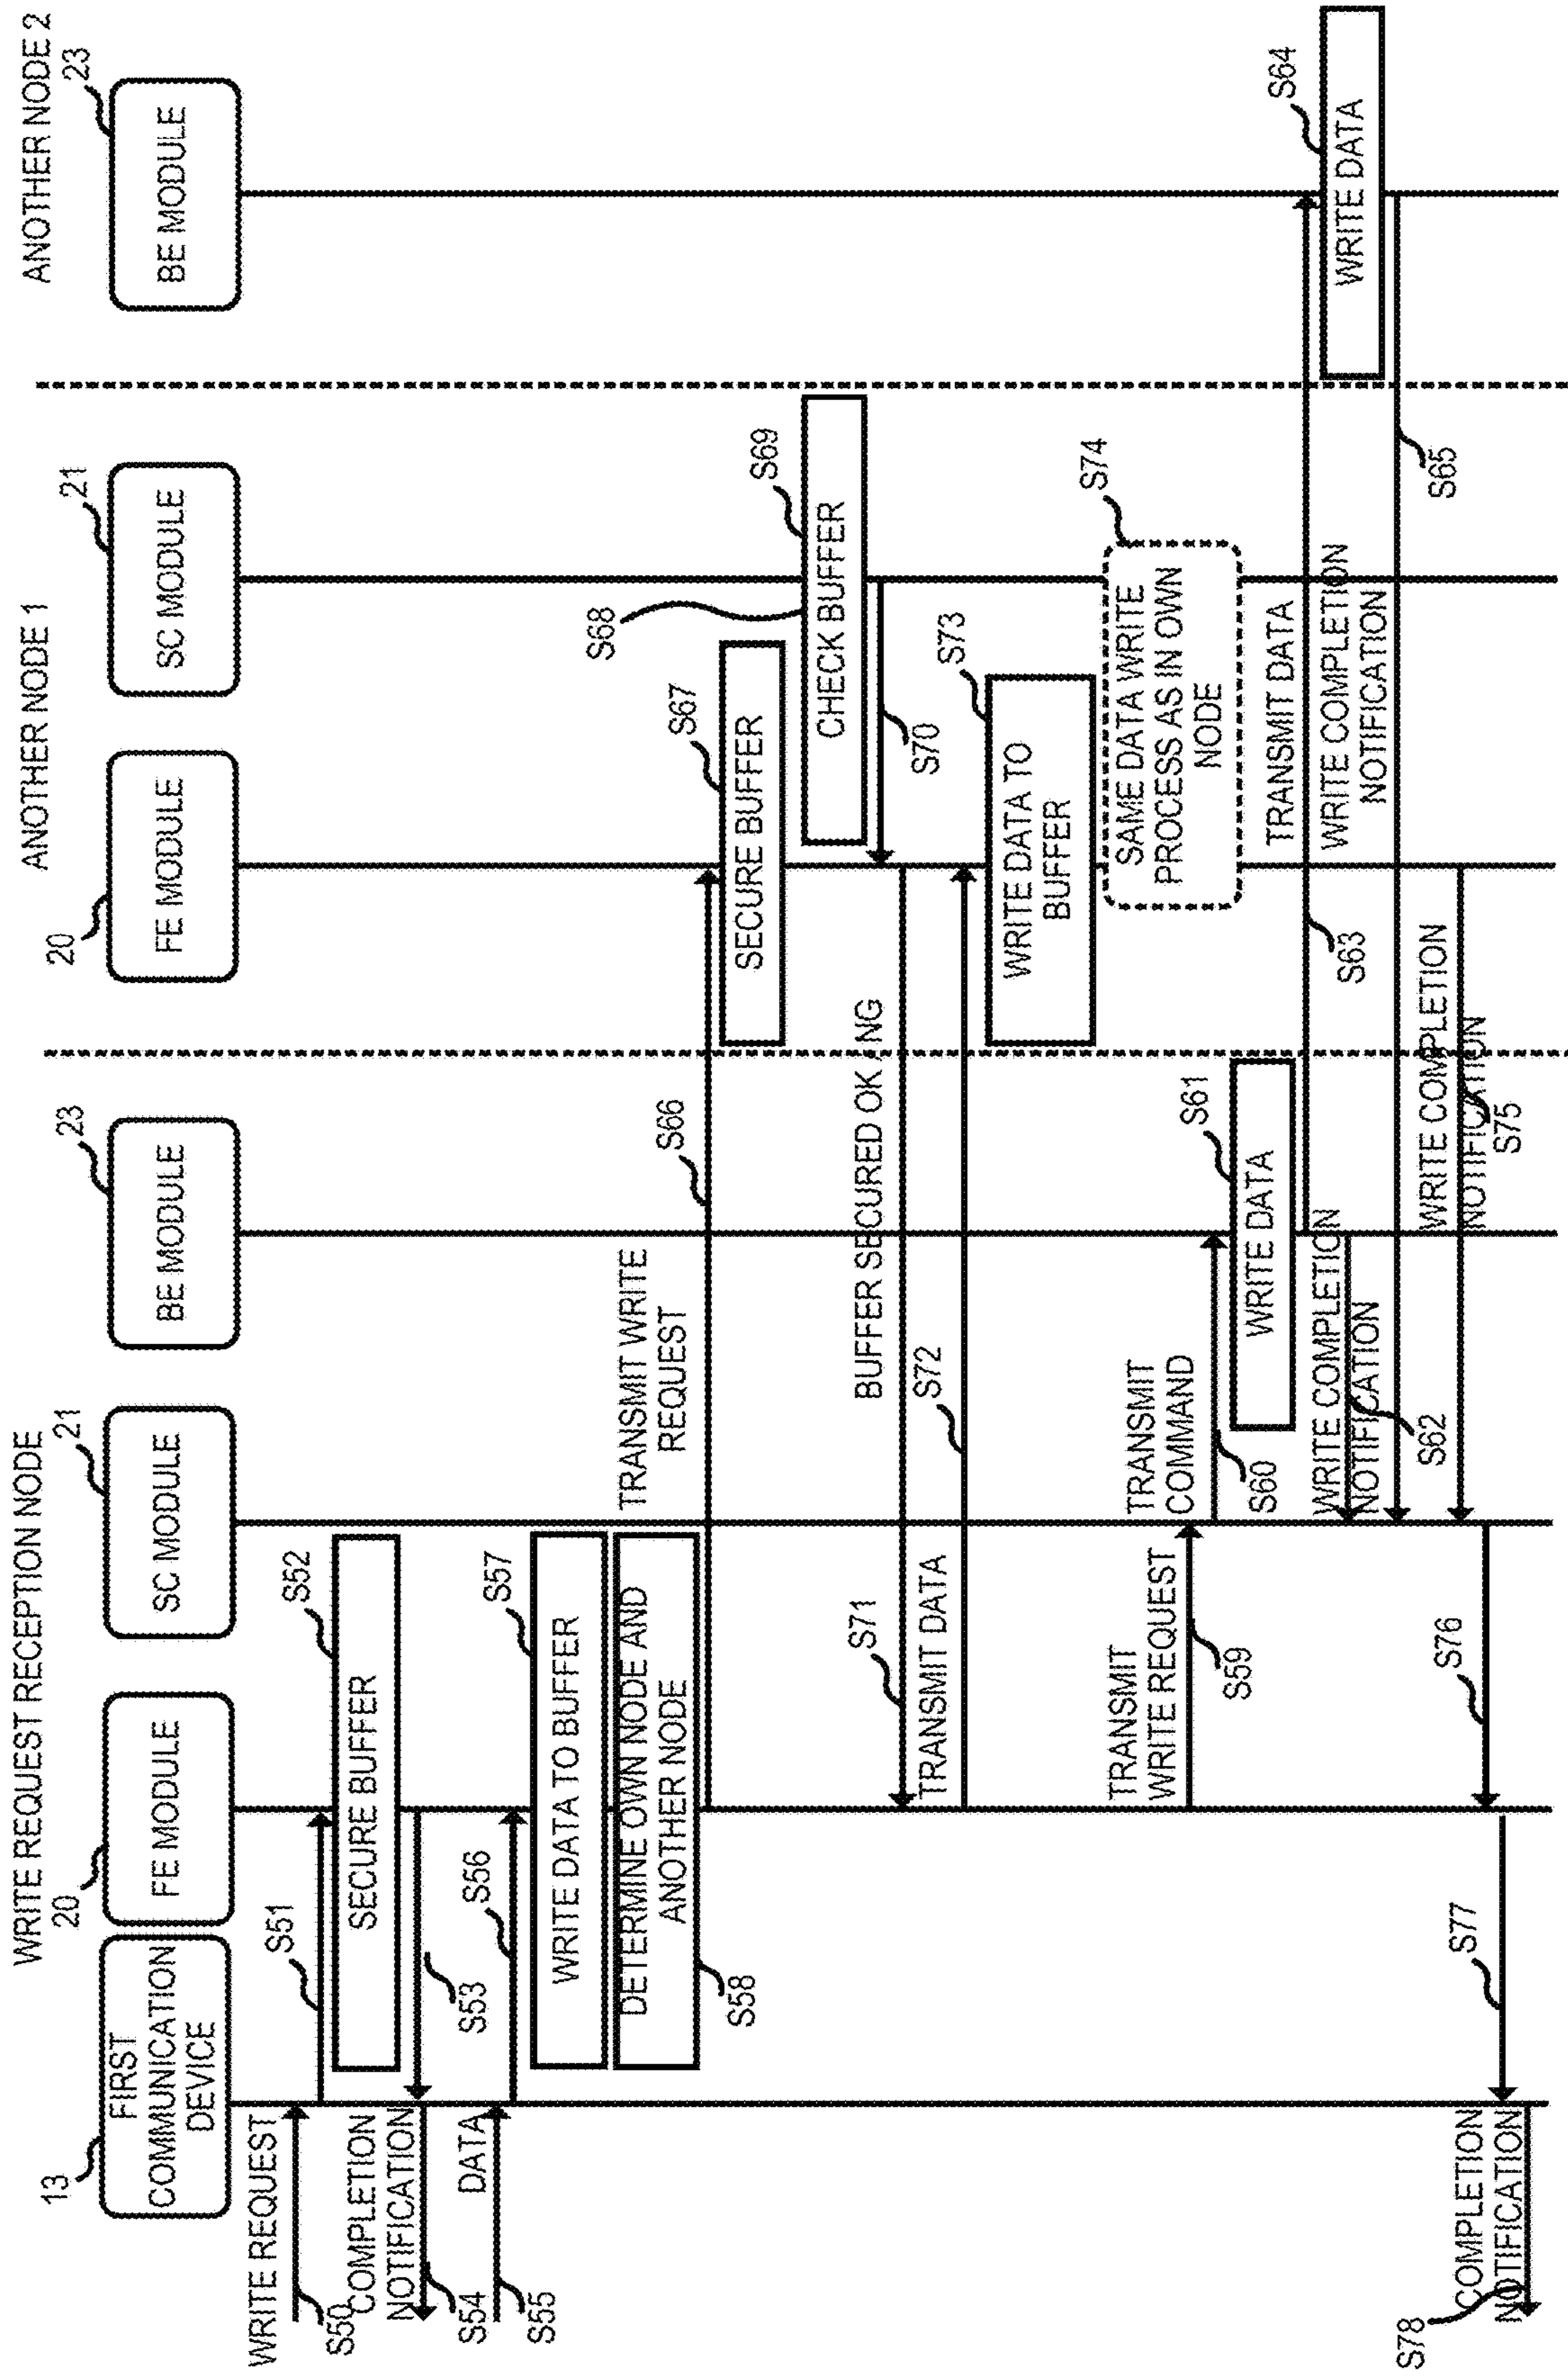 WRITE REQUEST RECEPTION NODE
ANOTHER NODE 1
ANOTHER NODE 2
13
20
21
23
20
21
23
FIRST
COMMUNICATION
DEVICE
FE MODULE
SC MODULE
BE MODULE
FE MODULE
SC MODULE
BE MODULE
WRITE REQUEST
S50
S51
S52
SECURE BUFFER
S53
COMPLETION
NOTIFICATION
S54
DATA
S55
S56
S57
WRITE DATA TO BUFFER
DETERMINE OWN NODE AND
ANOTHER NODE
S58
TRANSMIT WRITE
REQUEST
S66
S67
SECURE BUFFER
S68
S69
CHECK BUFFER
S70
BUFFER SECURED OK / NG
S71
TRANSMIT DATA
S72
S73
WRITE DATA TO
BUFFER
S74
SAME DATA WRITE
PROCESS AS IN OWN
NODE
TRANSMIT
WRITE REQUEST
S59
TRANSMIT
COMMAND
S60
S61
WRITE DATA
TRANSMIT DATA
S63
S64
WRITE DATA
WRITE COMPLETION
NOTIFICATION
S62
WRITE COMPLETION
NOTIFICATION
S65
WRITE COMPLETION
NOTIFICATION
S75
S76
S77
COMPLETION
NOTIFICATION
S78